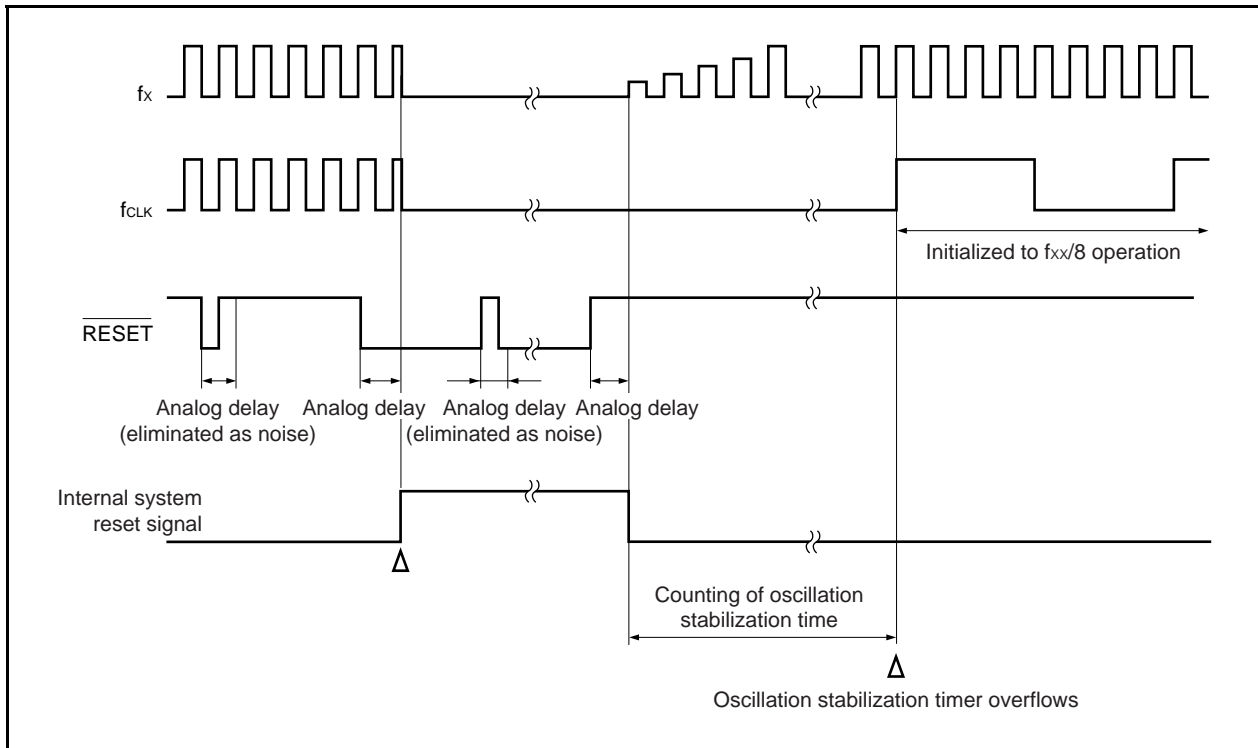 fX
fCLK
Initialized to fXX/8 operation
RESET
Analog delay
(eliminated as noise)
Analog delay
Analog delay
(eliminated as noise)
Analog delay
Internal system
reset signal
Counting of oscillation
stabilization time
Oscillation stabilization timer overflows